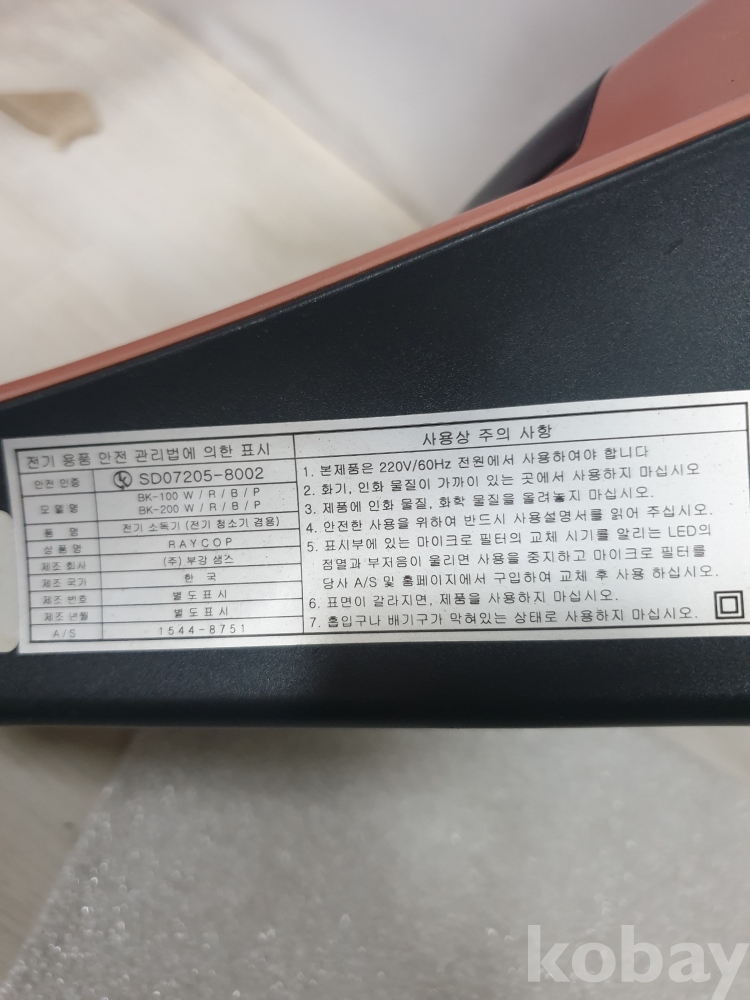 전기 용품 안전 관리법에 의한 표시
안전 인증 SD07205-8002
모 델 명 BK-100 W / R / B / P
BK-200 W / R / B / P
품 명 전기 소독기 (전기 청소기 겸용)
상 품 명 RAYCOP
제조 회사 (주) 부강 샘스
제조 국가 한 국
제조 번호 별 도 표 시
제조 년월 별 도 표 시
A / S 1544-8751
사용상 주의 사항
1. 본제품은 220V/60Hz 전원에서 사용하여야 합니다
2. 화기, 인화 물질이 가까이 있는 곳에서 사용하지 마십시오
3. 제품에 인화 물질, 화학 물질을 올려놓지 마십시오.
4. 안전한 사용을 위하여 반드시 사용설명서를 읽어 주십시오.
5. 표시부에 있는 마이크로 필터의 교체 시기를 알리는 LED의
점멸과 부저음이 울리면 사용을 중지하고 마이크로 필터를
당사 A/S 및 홈페이지에서 구입하여 교체 후 사용 하십시오.
6. 표면이 갈라지면, 제품을 사용하지 마십시오.
7. 흡입구나 배기구가 막혀있는 상태로 사용하지 마십시오.
kobay